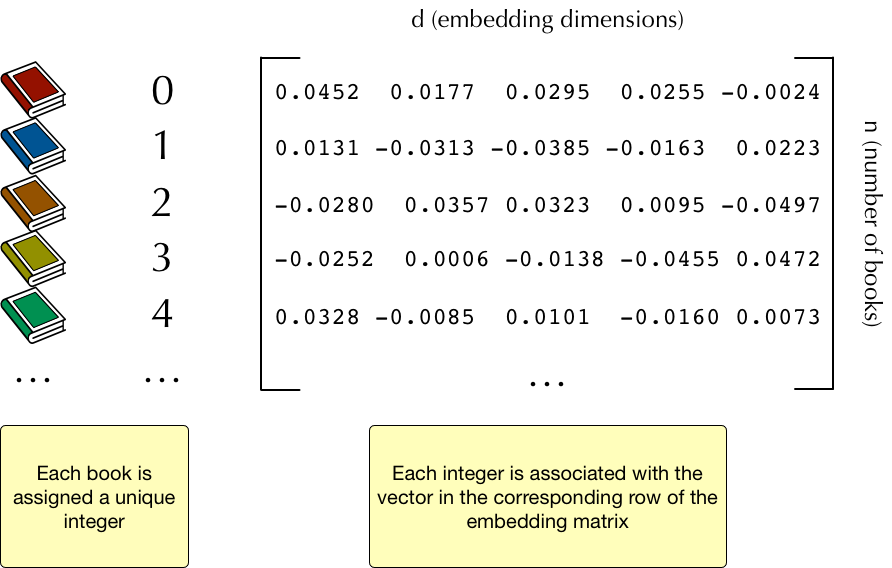 d (embedding dimensions)
0 0.0452 0.0177 0.0295 0.0255 -0.0024
1 0.0131 -0.0313 -0.0385 -0.0163 0.0223
2 -0.0280 0.0357 0.0323 0.0095 -0.0497
3 -0.0252 0.0006 -0.0138 -0.0455 0.0472
4 0.0328 -0.0085 0.0101 -0.0160 0.0073
... ... ...
n (number of books)
Each book is
assigned a unique
integer
Each integer is associated with the
vector in the corresponding row of the
embedding matrix